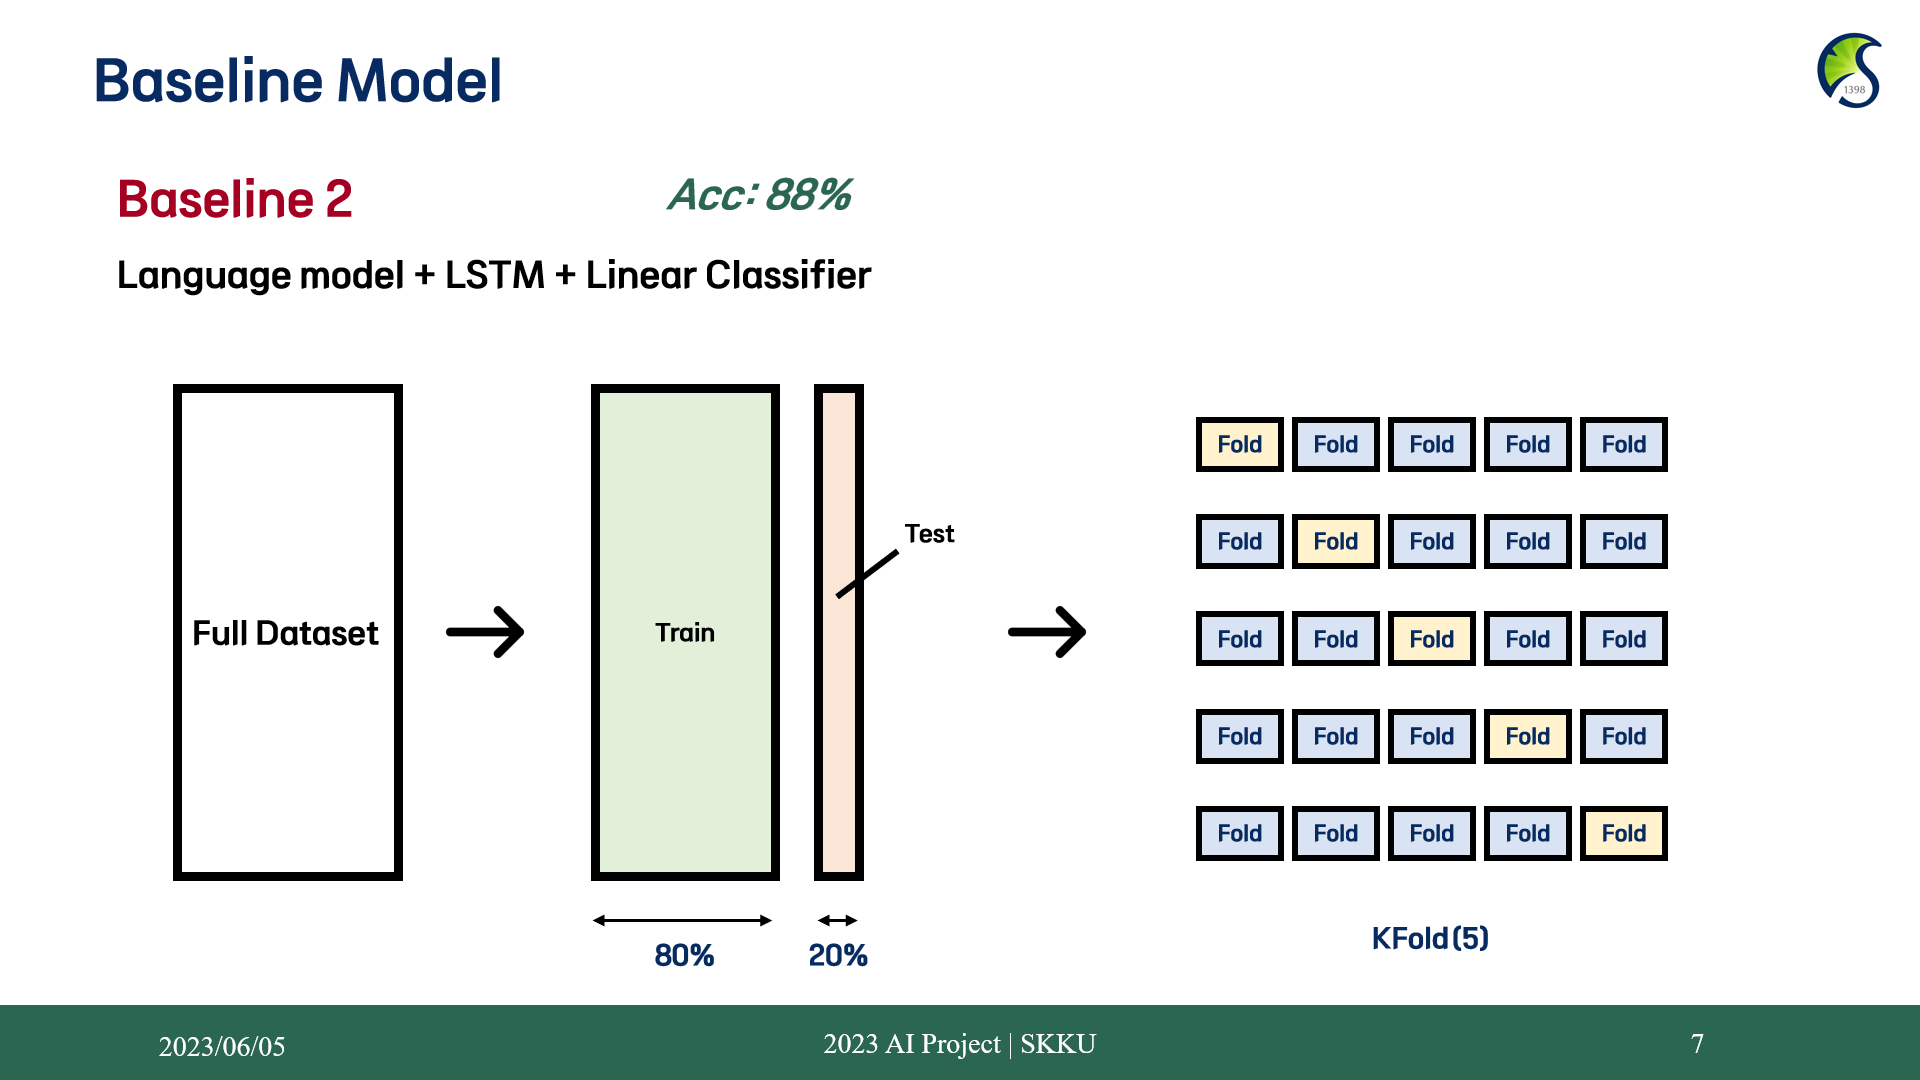 Baseline Model
1398
Baseline 2
Acc: 88%
Language model + LSTM + Linear Classifier
Full Dataset
Train
Test
80%
20%
Fold Fold Fold Fold Fold
Fold Fold Fold Fold Fold
Fold Fold Fold Fold Fold
Fold Fold Fold Fold Fold
Fold Fold Fold Fold Fold
KFold(5)
2023/06/05
2023 AI Project | SKKU
7